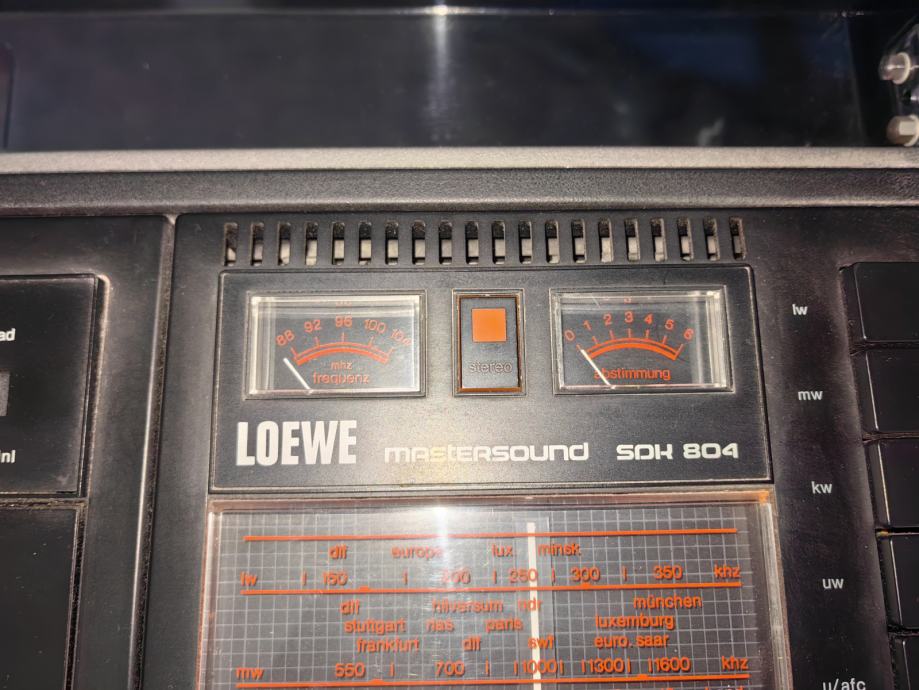 ad
nl
88 92 96 100 104
mhz
frequenz
stereo
0 1 2 3 4 5 6
abstimmung
LOEWE mastersound SDK 804
lw
mw
kw
uw
u/afc
dlf europa lux minsk
lw 150 200 250 300 350 khz
dlf hilversum ndr münchen
stuttgart rias paris luxemburg
frankfurt dlf swf euro. saar
mw 550 700 1000 1300 1600 khz